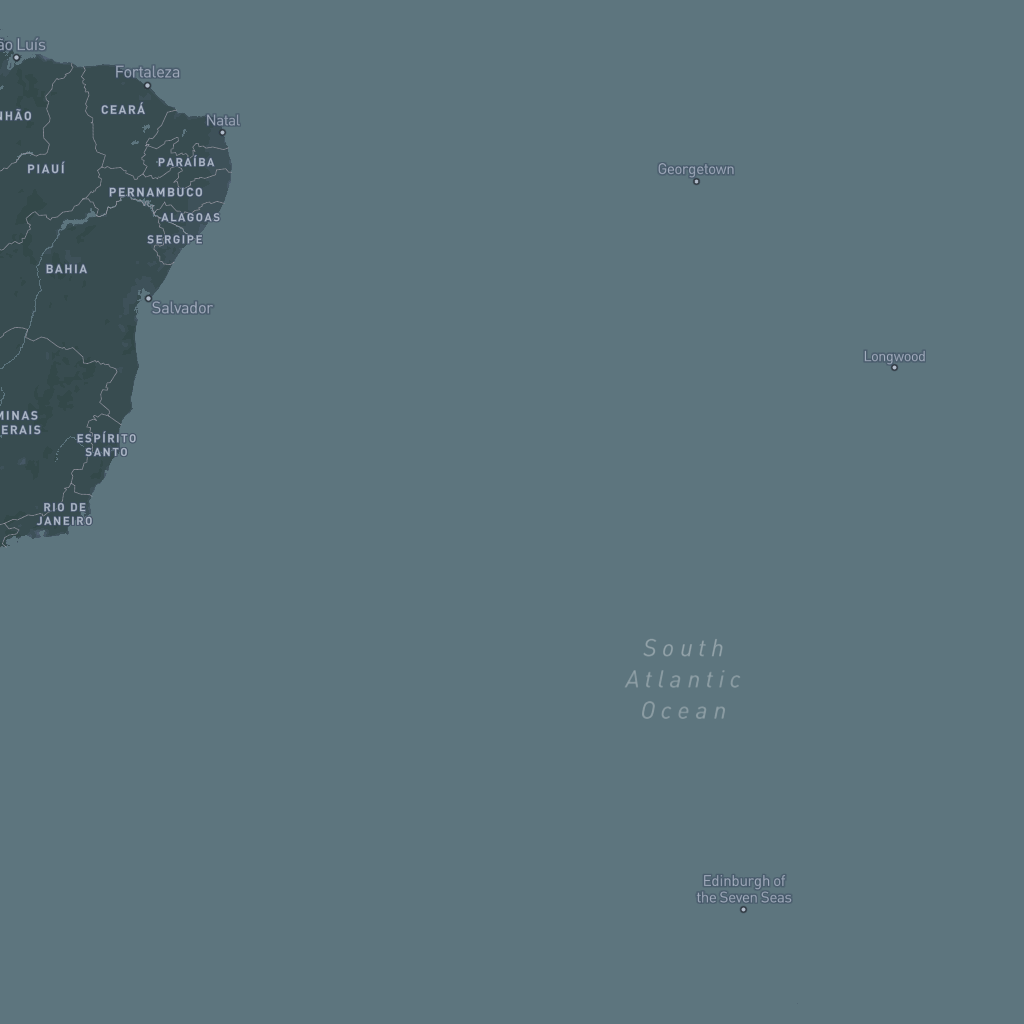 ão Luís
Fortaleza
CEARÁ
NHÃO
Natal
PIAUÍ
PARAÍBA
Georgetown
PERNAMBUCO
ALAGOAS
SERGIPE
BAHIA
Salvador
Longwood
MINAS
ERAIS
ESPÍRITO
SANTO
RIO DE
JANEIRO
South
Atlantic
Ocean
Edinburgh of
the Seven Seas